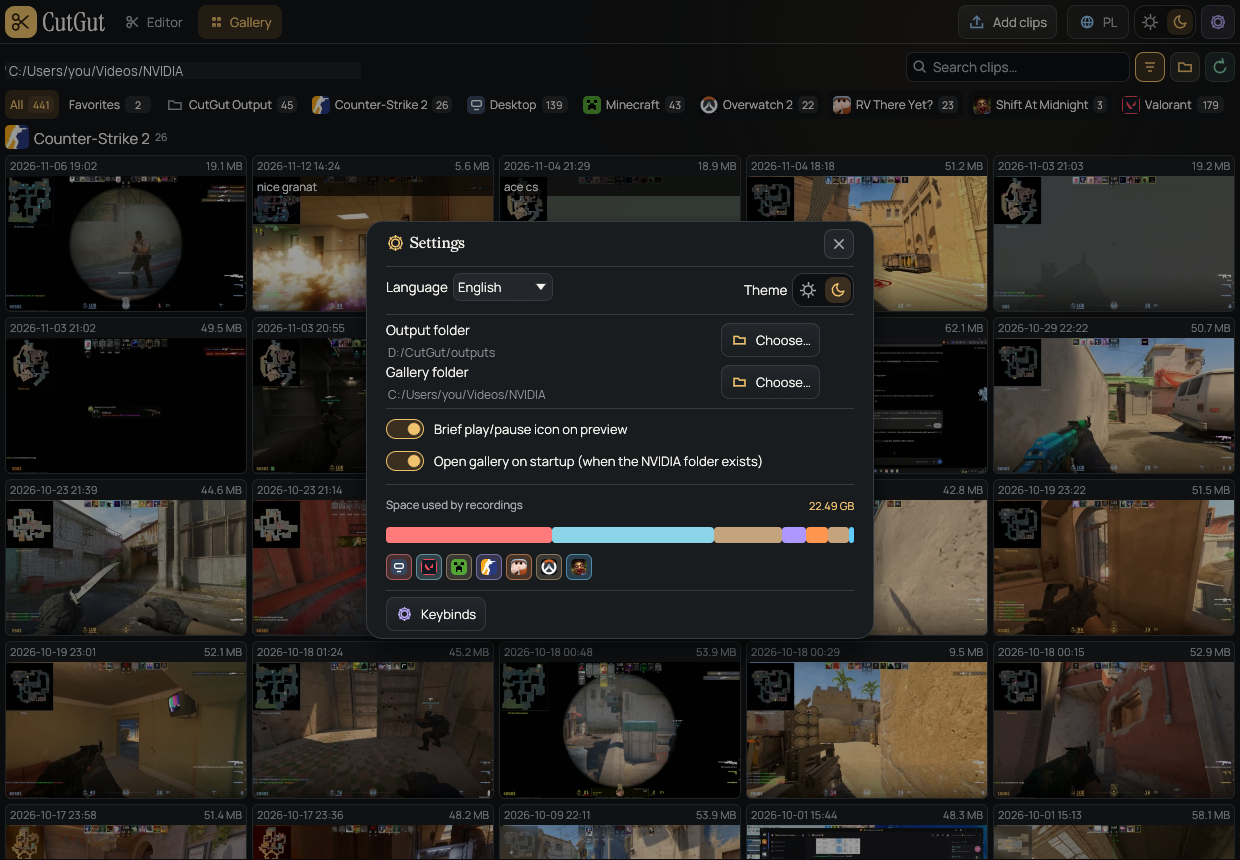 CutGut Editor Gallery Add clips PL
C:/Users/you/Videos/NVIDIA Search clips...
All 441 Favorites 2 CutGut Output 45 Counter-Strike 2 26 Desktop 139 Minecraft 43 Overwatch 2 22 RV There Yet? 23 Shift At Midnight 3 Valorant 179
Counter-Strike 2 26
2026-11-06 19:02 19.1 MB 2026-11-12 14:24 5.6 MB 2026-11-04 21:29 18.9 MB 2026-11-04 18:18 51.2 MB 2026-11-03 21:03 19.2 MB
nice granat ace cs
Settings
Language English Theme
Output folder
D:/CutGut/outputs
Choose...
Gallery folder
C:/Users/you/Videos/NVIDIA
Choose...
Brief play/pause icon on preview
Open gallery on startup (when the NVIDIA folder exists)
Space used by recordings 22.49 GB
Keybinds
2026-11-03 21:02 49.5 MB 2026-11-03 20:55 62.1 MB 2026-10-29 22:22 50.7 MB
2026-10-23 21:39 44.6 MB 2026-10-23 21:14 42.8 MB 2026-10-19 23:22 51.5 MB
2026-10-19 23:01 52.1 MB 2026-10-18 01:24 45.2 MB 2026-10-18 00:48 53.9 MB 2026-10-18 00:29 9.5 MB 2026-10-18 00:15 52.9 MB
2026-10-17 23:58 51.4 MB 2026-10-17 23:36 48.2 MB 2026-10-09 22:11 53.9 MB 2026-10-01 15:44 48.3 MB 2026-10-01 15:13 58.1 MB